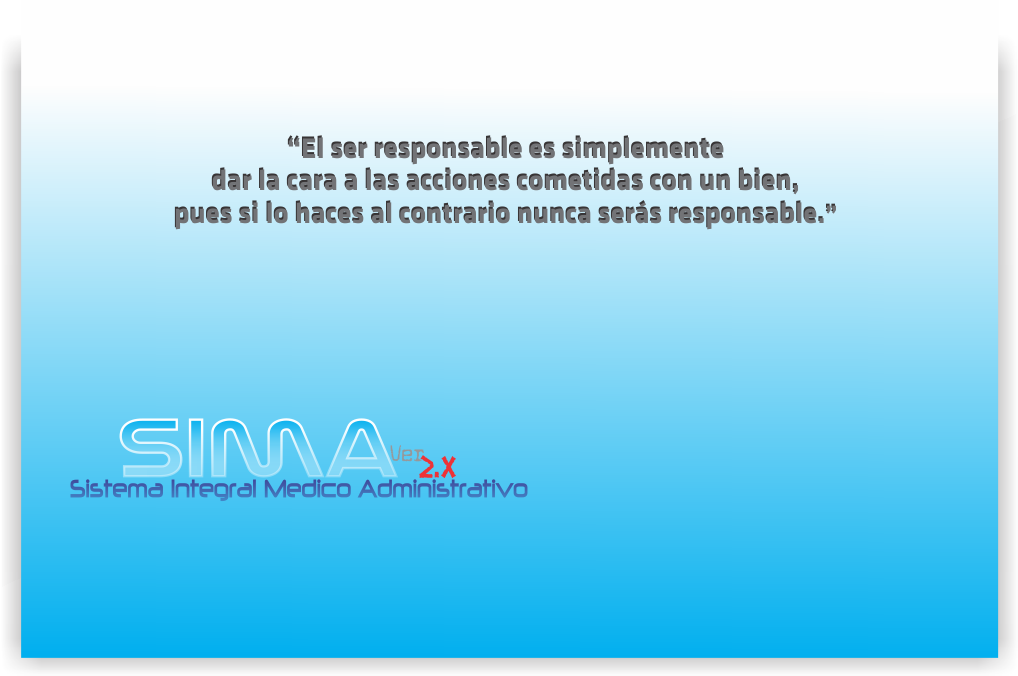 “El ser responsable es simplemente
dar la cara a las acciones cometidas con un bien,
pues si lo haces al contrario nunca serás responsable.”
SIMA Ver 2.X
Sistema Integral Medico Administrativo